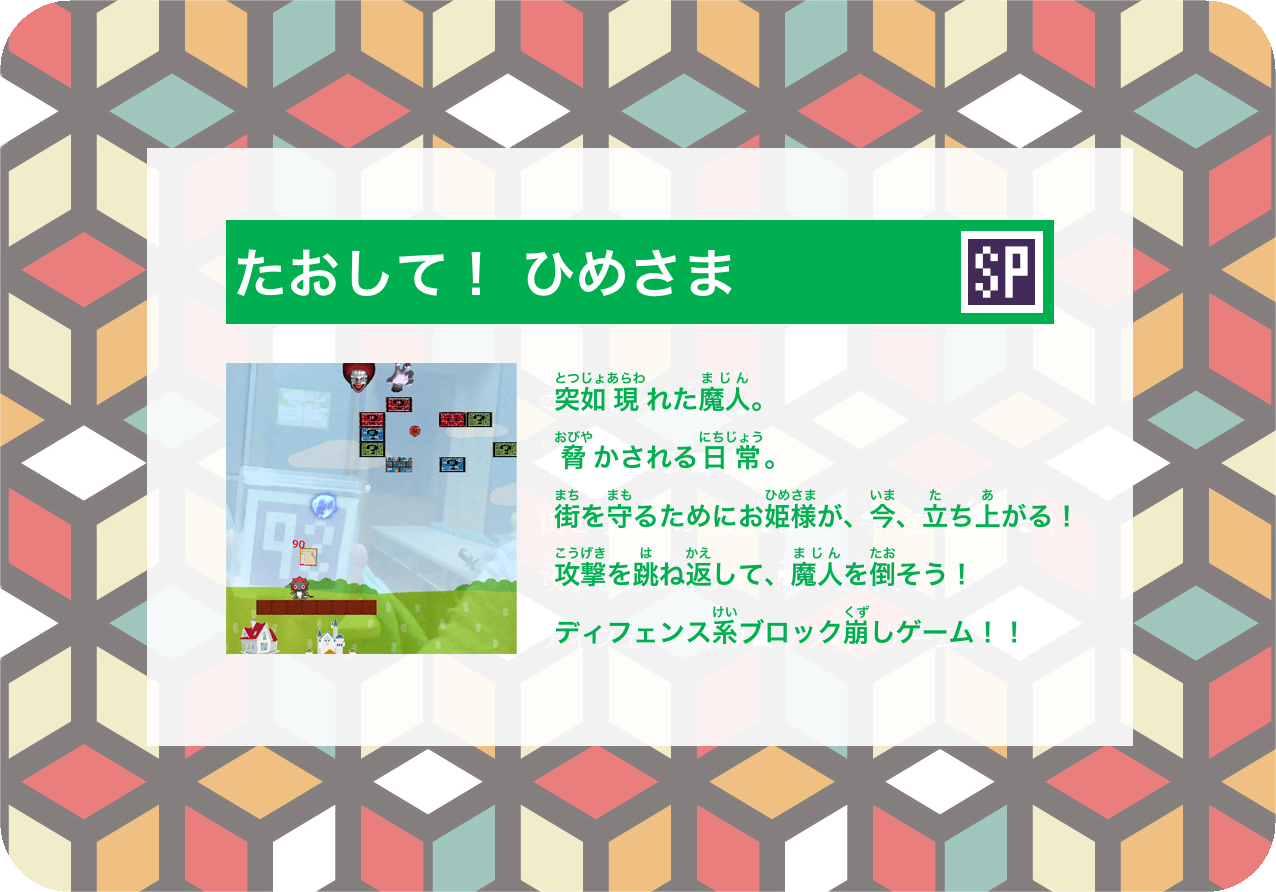 たおして！ ひめさま
SP
とつじょあらわ まじん
突如現れた魔人。
おびや にちじょう
脅かされる日常。
まち まも ひめさま いま た あ
街を守るためにお姫様が、今、立ち上がる！
こうげき は かえ まじん たお
攻撃を跳ね返して、魔人を倒そう！
けい くず
ディフェンス系ブロック崩しゲーム！！
90